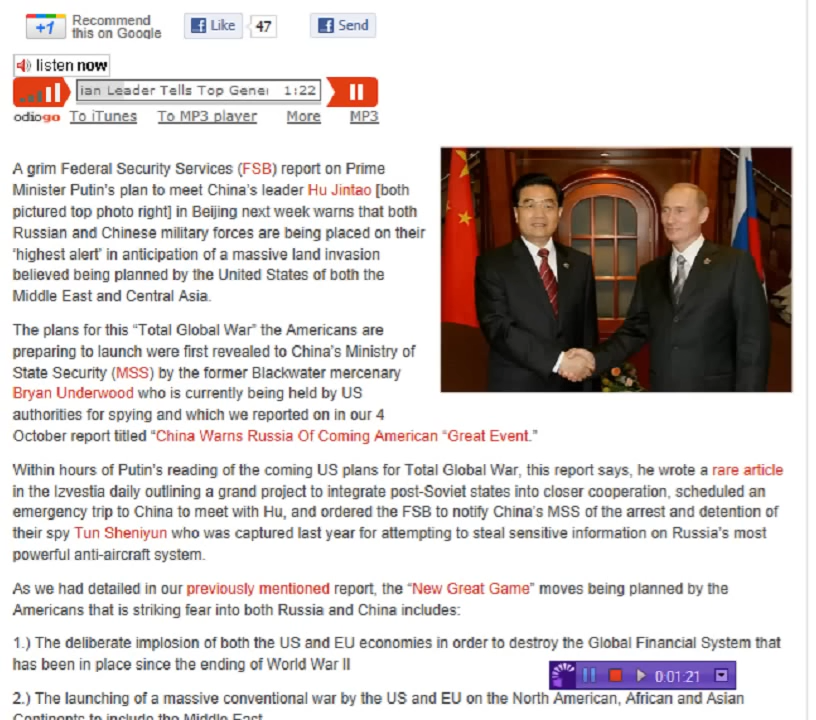 +1 Recommend this on Google Like 47 Send
listen now
ian Leader Tells Top Gene 1:22
odiogo To iTunes To MP3 player More MP3
A grim Federal Security Services (FSB) report on Prime
Minister Putin's plan to meet China's leader Hu Jintao [both
pictured top photo right] in Beijing next week warns that both
Russian and Chinese military forces are being placed on their
'highest alert' in anticipation of a massive land invasion
believed being planned by the United States of both the
Middle East and Central Asia.
The plans for this “Total Global War” the Americans are
preparing to launch were first revealed to China's Ministry of
State Security (MSS) by the former Blackwater mercenary
Bryan Underwood who is currently being held by US
authorities for spying and which we reported on in our 4
October report titled “China Warns Russia Of Coming American “Great Event.”
Within hours of Putin's reading of the coming US plans for Total Global War, this report says, he wrote a rare article
in the Izvestia daily outlining a grand project to integrate post-Soviet states into closer cooperation, scheduled an
emergency trip to China to meet with Hu, and ordered the FSB to notify China's MSS of the arrest and detention of
their spy Tun Sheniyun who was captured last year for attempting to steal sensitive information on Russia's most
powerful anti-aircraft system.
As we had detailed in our previously mentioned report, the “New Great Game” moves being planned by the
Americans that is striking fear into both Russia and China includes:
1.) The deliberate implosion of both the US and EU economies in order to destroy the Global Financial System that
has been in place since the ending of World War II
0:01:21
2.) The launching of a massive conventional war by the US and EU on the North American, African and Asian
Continents to include the Middle East